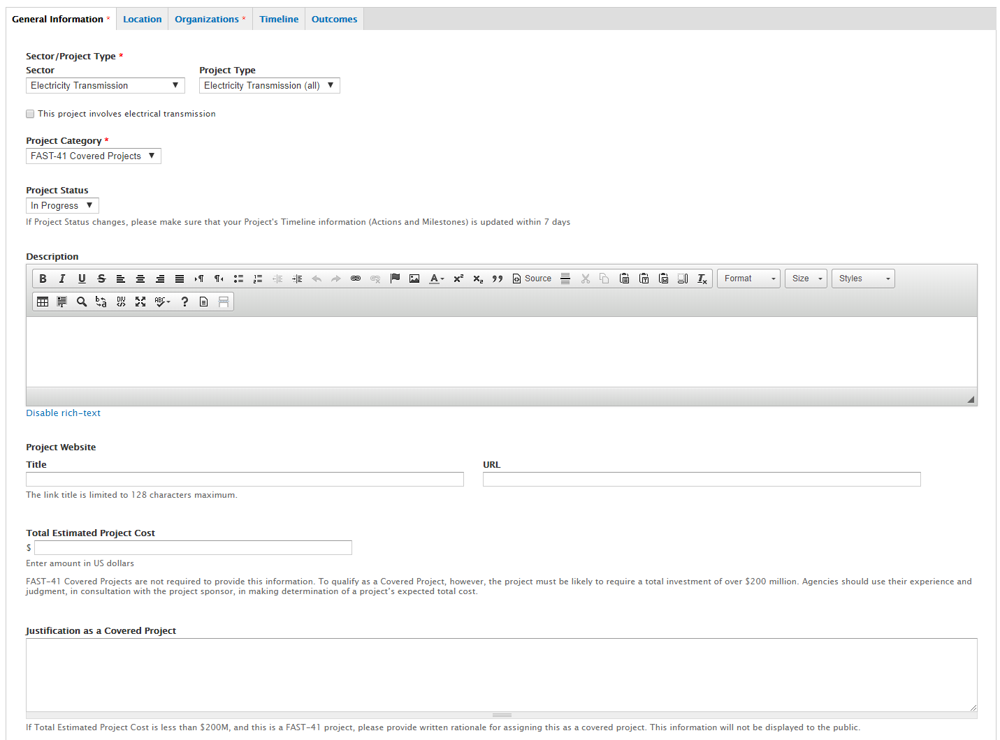 General Information * Location Organizations * Timeline Outcomes
Sector/Project Type *
Sector Project Type
Electricity Transmission ▼ Electricity Transmission (all) ▼
This project involves electrical transmission
Project Category *
FAST-41 Covered Projects ▼
Project Status
In Progress ▼
If Project Status changes, please make sure that your Project's Timeline information (Actions and Milestones) is updated within 7 days
Description
B I U S Source Format Size Styles
ABC ?
Disable rich-text
Project Website
Title URL
The link title is limited to 128 characters maximum.
Total Estimated Project Cost
$
Enter amount in US dollars
FAST-41 Covered Projects are not required to provide this information. To qualify as a Covered Project, however, the project must be likely to require a total investment of over $200 million. Agencies should use their experience and
judgment, in consultation with the project sponsor, in making determination of a project's expected total cost.
Justification as a Covered Project
If Total Estimated Project Cost is less than $200M, and this is a FAST-41 project, please provide written rationale for assigning this as a covered project. This information will not be displayed to the public.